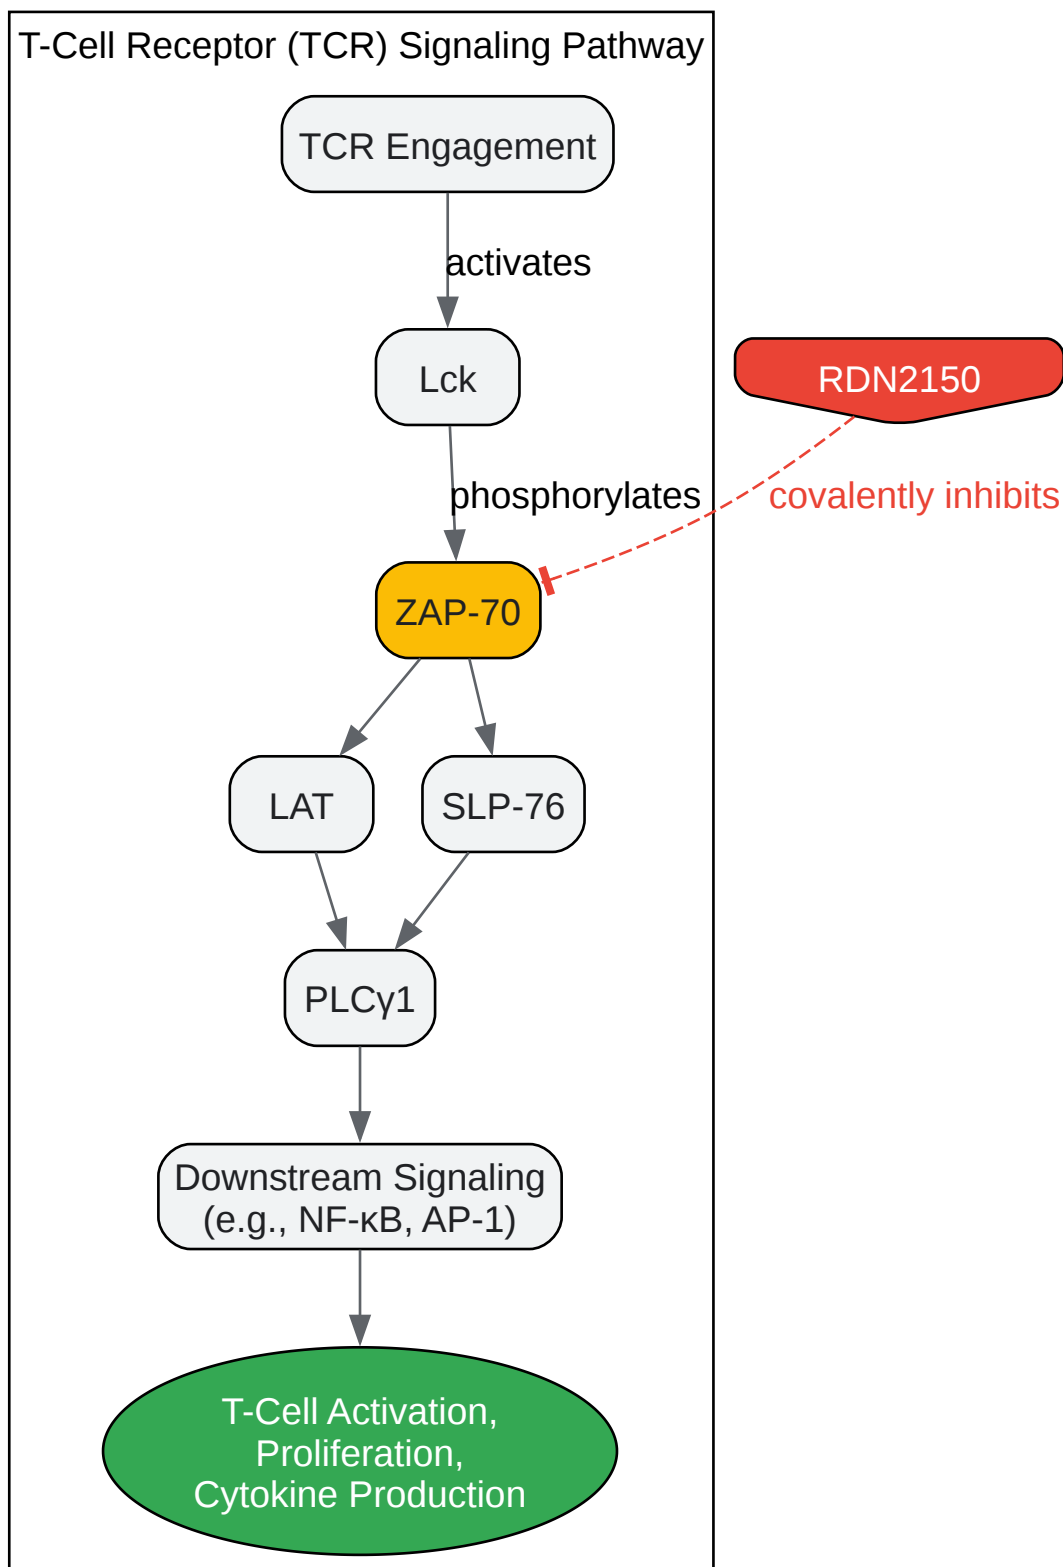 T-Cell Receptor (TCR) Signaling Pathway
TCR Engagement
activates
Lck
RDN2150
phosphorylates
covalently inhibits
ZAP-70
LAT
SLP-76
PLCγ1
Downstream Signaling
(e.g., NF-κB, AP-1)
T-Cell Activation,
Proliferation,
Cytokine Production